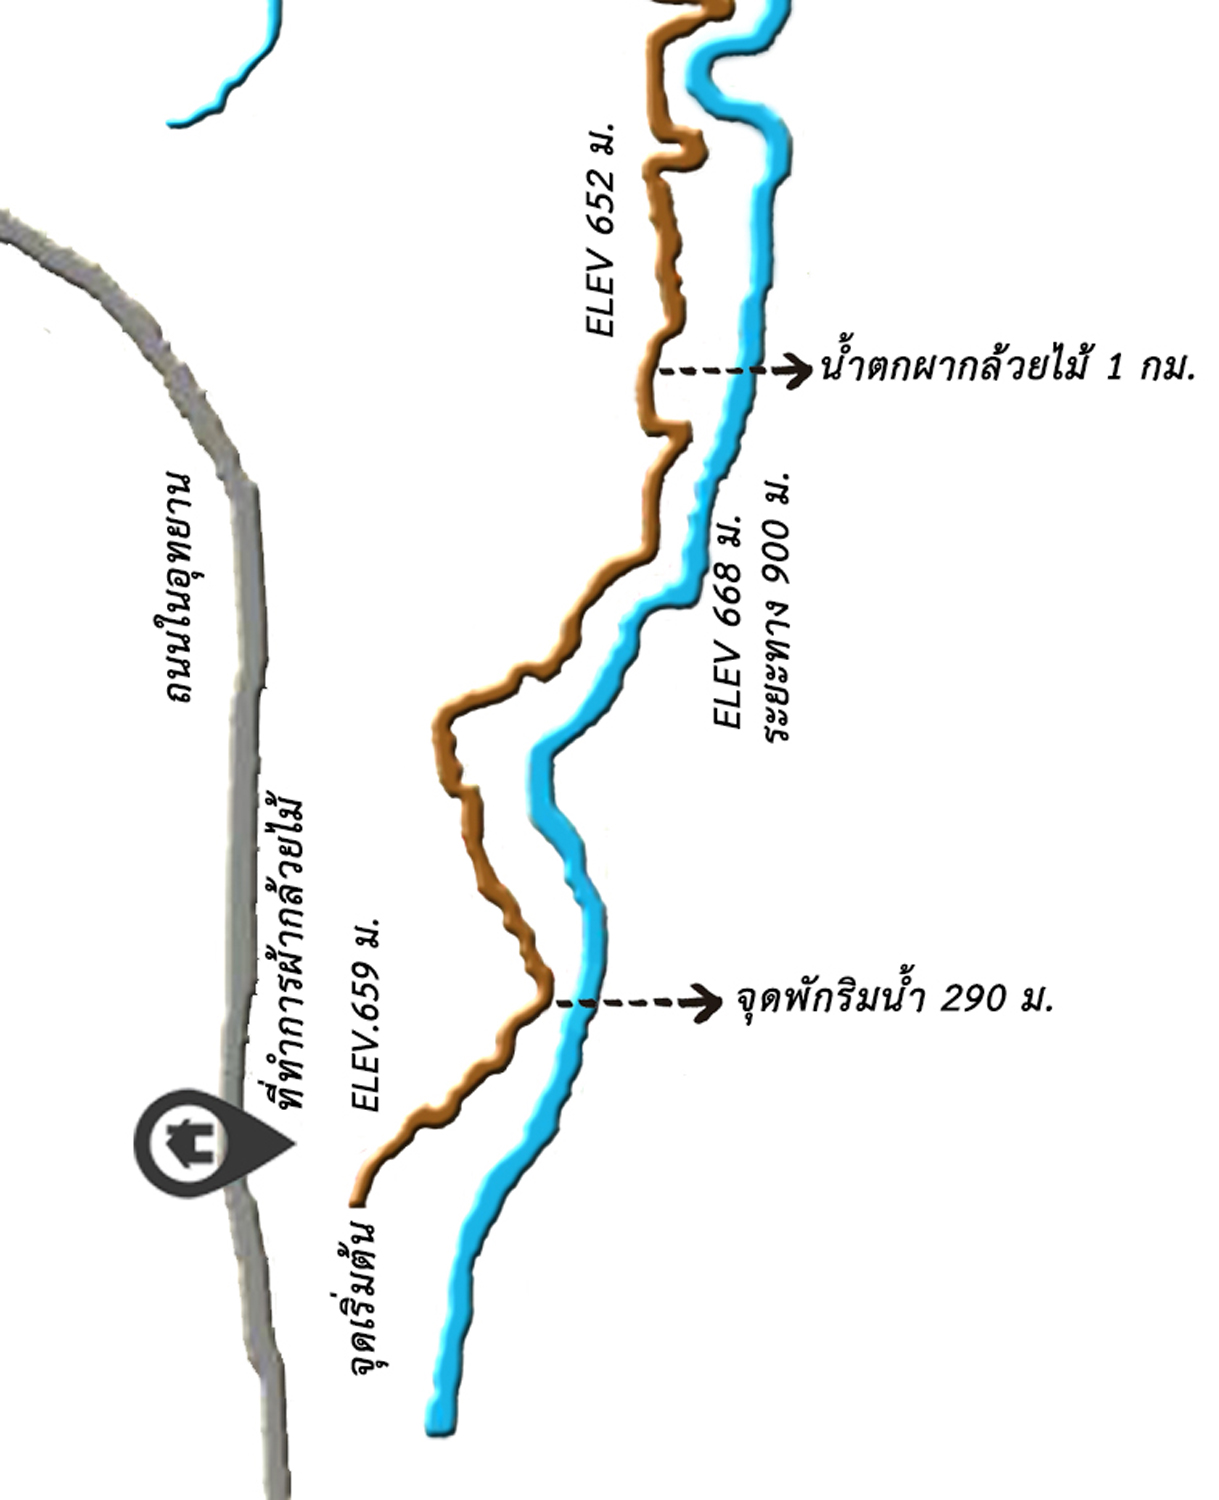 ELEV 652 ม.
น้ำตกผากล้วยไม้ 1 กม.
ถนนในอุทยาน
ELEV 668 ม.
ระยะทาง 900 ม.
ที่ทำการผ้ากล้วยไม้
ELEV.659 ม.
จุดพักริมน้ำ 290 ม.
จุดเริ่มต้น